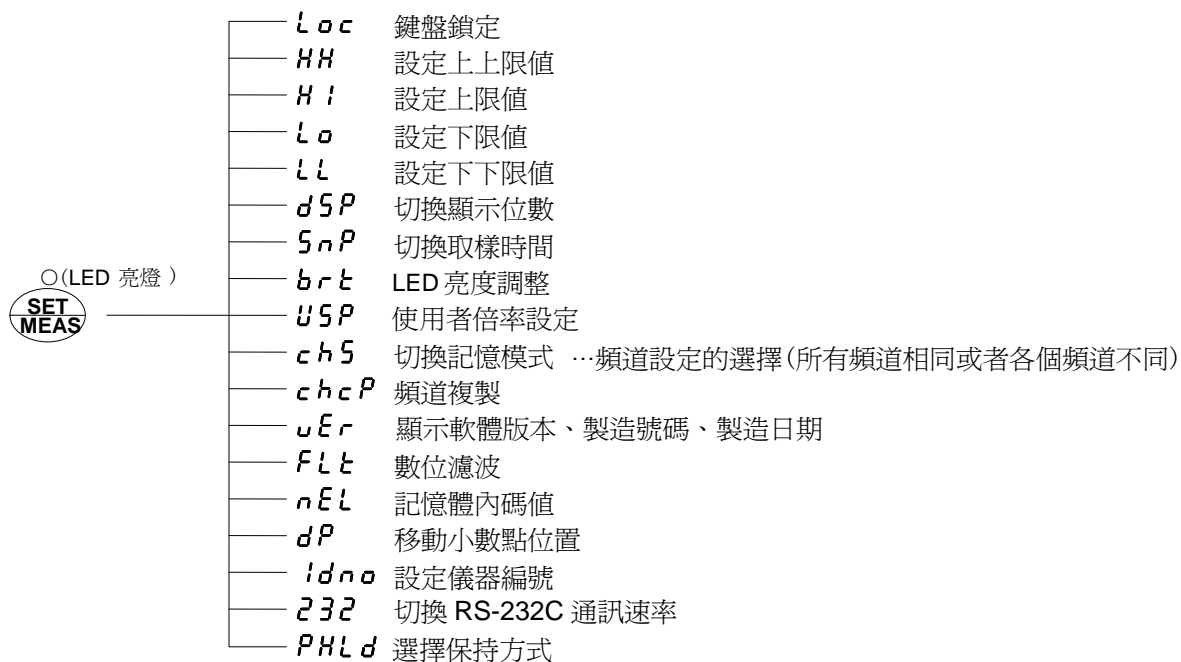 Loc 鍵盤鎖定
HH 設定上上限值
HI 設定上限值
Lo 設定下限值
LL 設定下下限值
dSP 切換顯示位數
SnP 切換取樣時間
○(LED 亮燈 )
brt LED 亮度調整
SET
MEAS
USP 使用者倍率設定
chS 切換記憶模式 …頻道設定的選擇(所有頻道相同或者各個頻道不同)
chcP 頻道複製
vEr 顯示軟體版本、製造號碼、製造日期
FLt 數位濾波
nEL 記憶體內碼值
dP 移動小數點位置
Idno 設定儀器編號
232 切換 RS-232C 通訊速率
PHLd 選擇保持方式